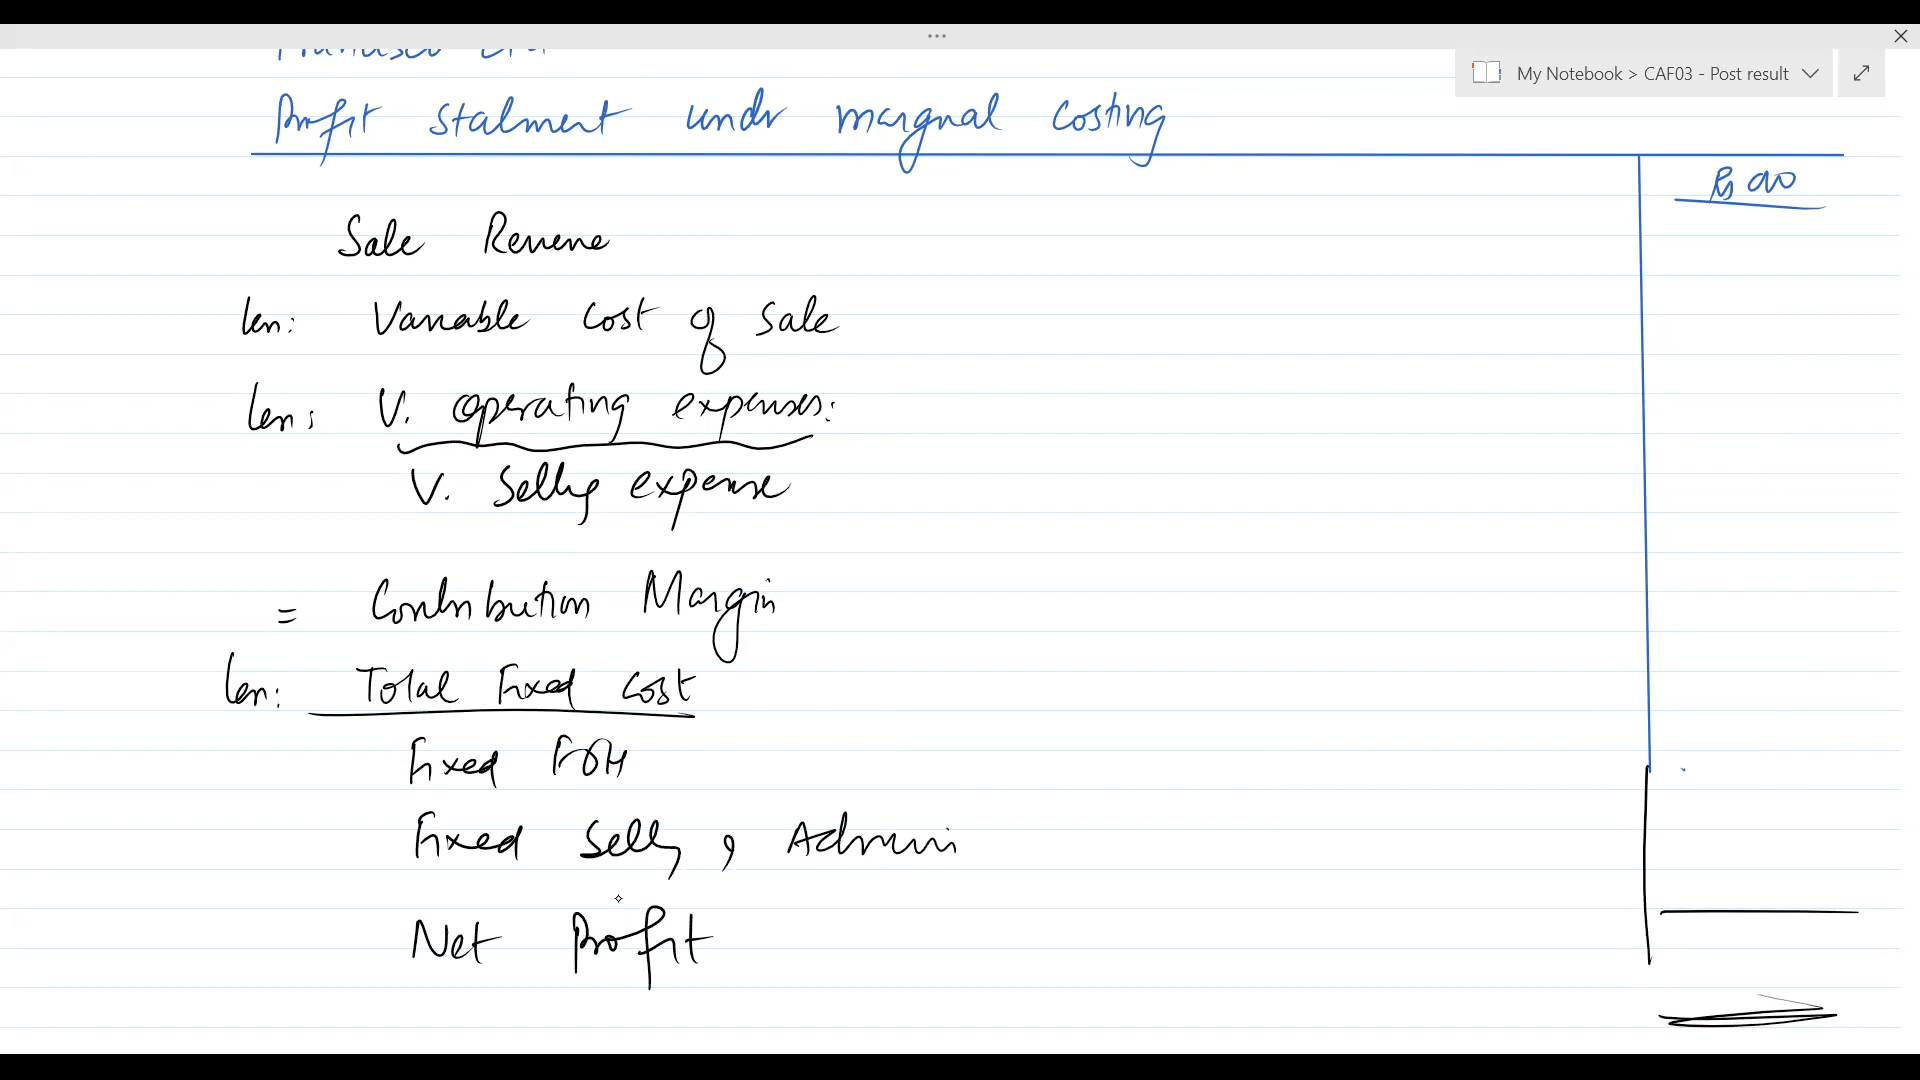 My Notebook > CAF03 - Post result
Profit Statment under marginal costing
Rs 000
Sale Revenue
less: Variable cost of sale
less: V. operating expenses:
V. Selling expense
= Contribution Margin
less: Total Fixed cost
Fixed FOH
Fixed Selling, Admin
Net Profit